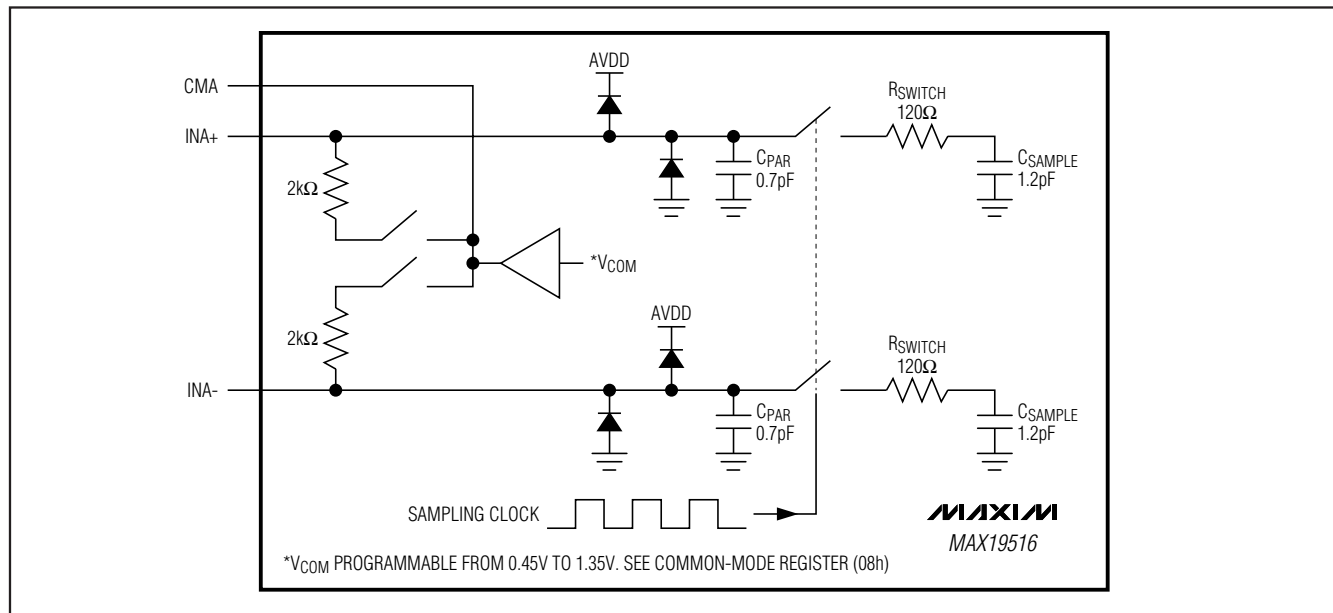 AVDD
CMA
RSWITCH
120Ω
INA+
CPAR
0.7pF
CSAMPLE
1.2pF
2kΩ
*VCOM
AVDD
2kΩ
RSWITCH
120Ω
INA-
CPAR
0.7pF
CSAMPLE
1.2pF
SAMPLING CLOCK
MAXIM
MAX19516
*VCOM PROGRAMMABLE FROM 0.45V TO 1.35V. SEE COMMON-MODE REGISTER (08h)